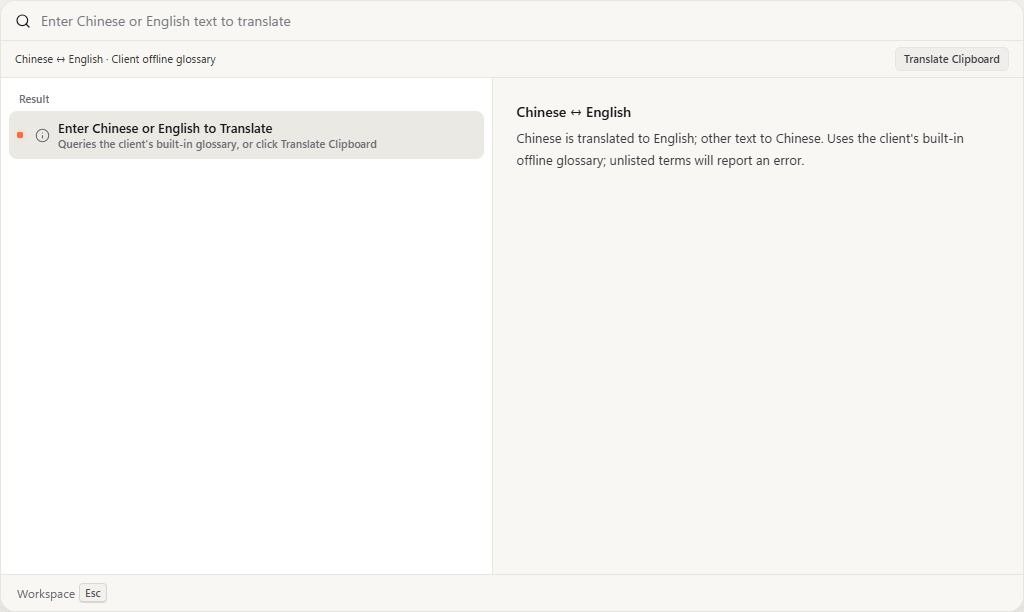 Enter Chinese or English text to translate
Chinese ↔ English · Client offline glossary
Translate Clipboard
Result
Enter Chinese or English to Translate
Queries the client's built-in glossary, or click Translate Clipboard
Chinese ↔ English
Chinese is translated to English; other text to Chinese. Uses the client's built-in
offline glossary; unlisted terms will report an error.
Workspace Esc